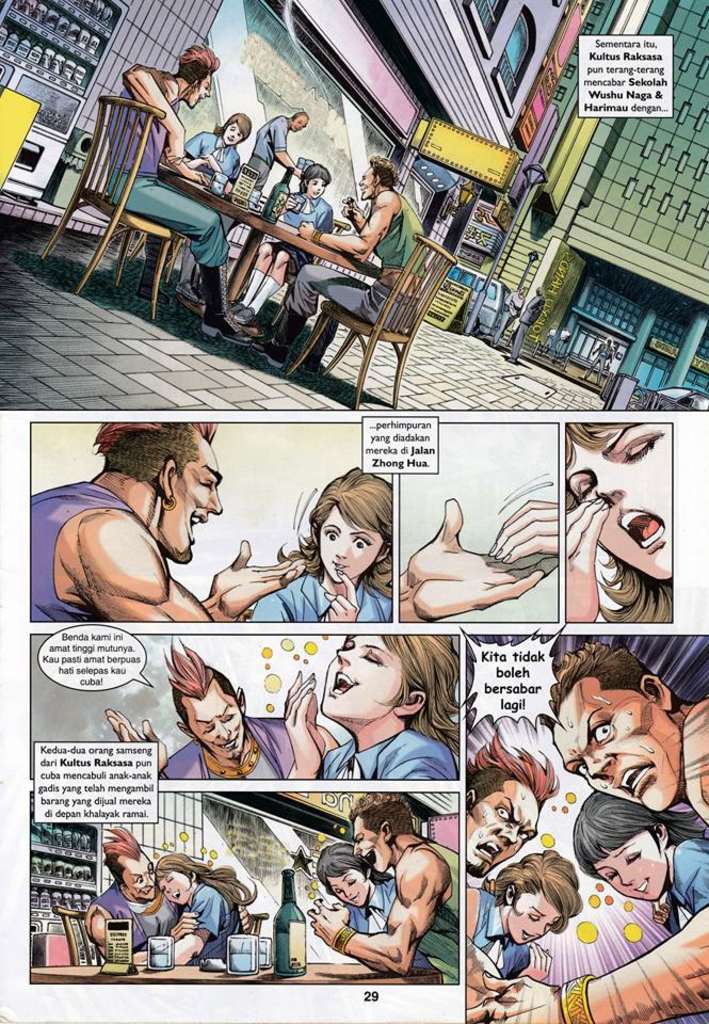 Sementara itu,
Kultus Raksasa
pun terang-terang
mencabar Sekolah
Wushu Naga &
Harimau dengan...
...perhimpuran
yang diadakan
mereka di Jalan
Zhong Hua.
Benda kami ini
amat tinggi mutunya.
Kau pasti amat berpuas
hati selepas kau
cuba!
Kedua-dua orang samseng
dari Kultus Raksasa pun
cuba mencabuli anak-anak
gadis yang telah mengambil
barang yang dijual mereka
di depan khalayak ramai.
Kita tidak
boleh
bersabar
lagi!
29